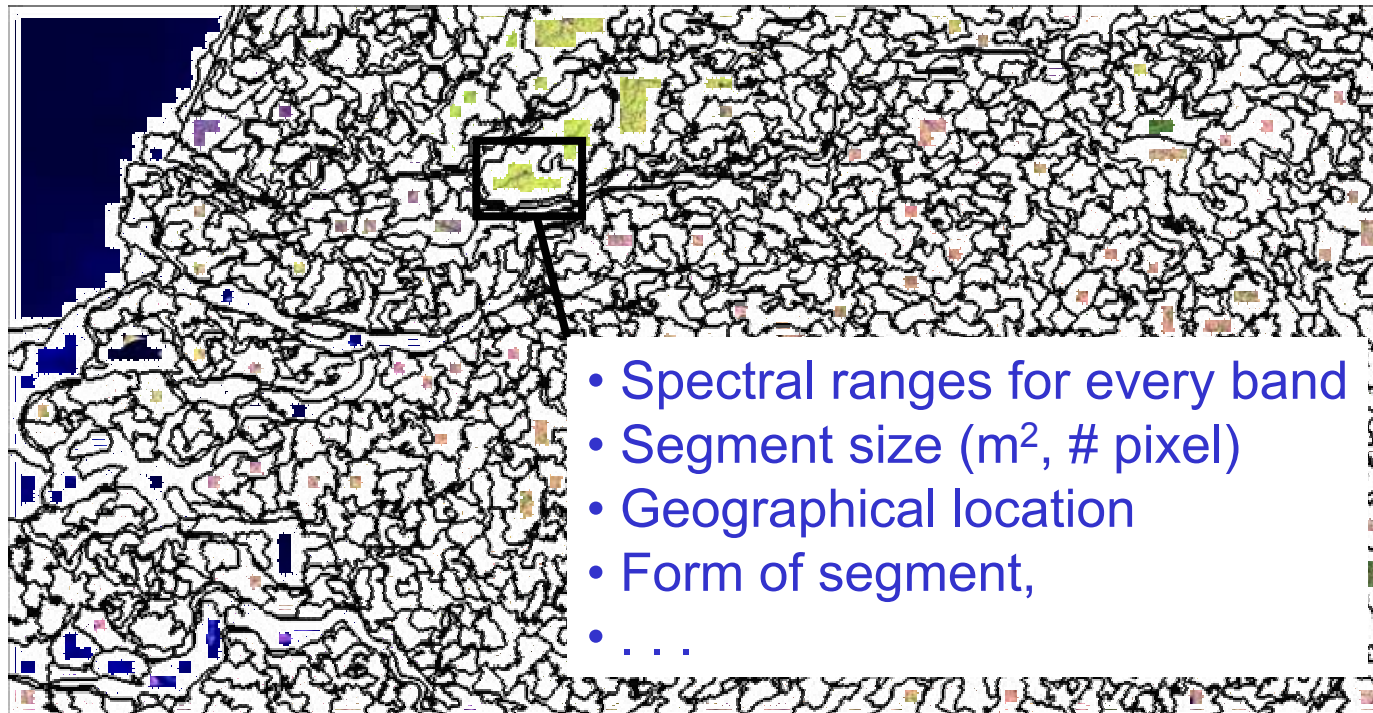 • Spectral ranges for every band
• Segment size (m², # pixel)
• Geographical location
• Form of segment,
• . . .